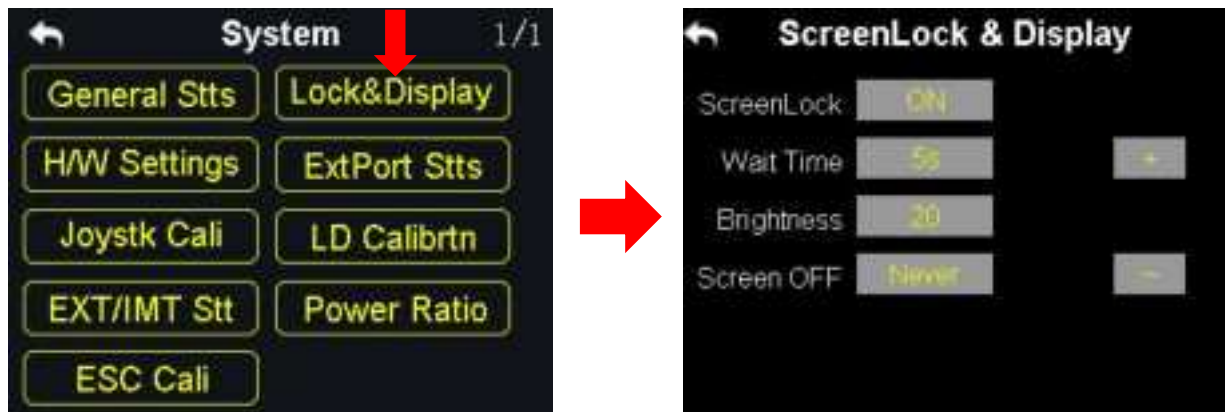 System 1/1
General Stts Lock&Display
H/W Settings ExtPort Stts
Joystk Cali LD Calibrtn
EXT/IMT Stt Power Ratio
ESC Cali
ScreenLock & Display
ScreenLock ON
Wait Time 5s +
Brightness 20
Screen OFF Never −